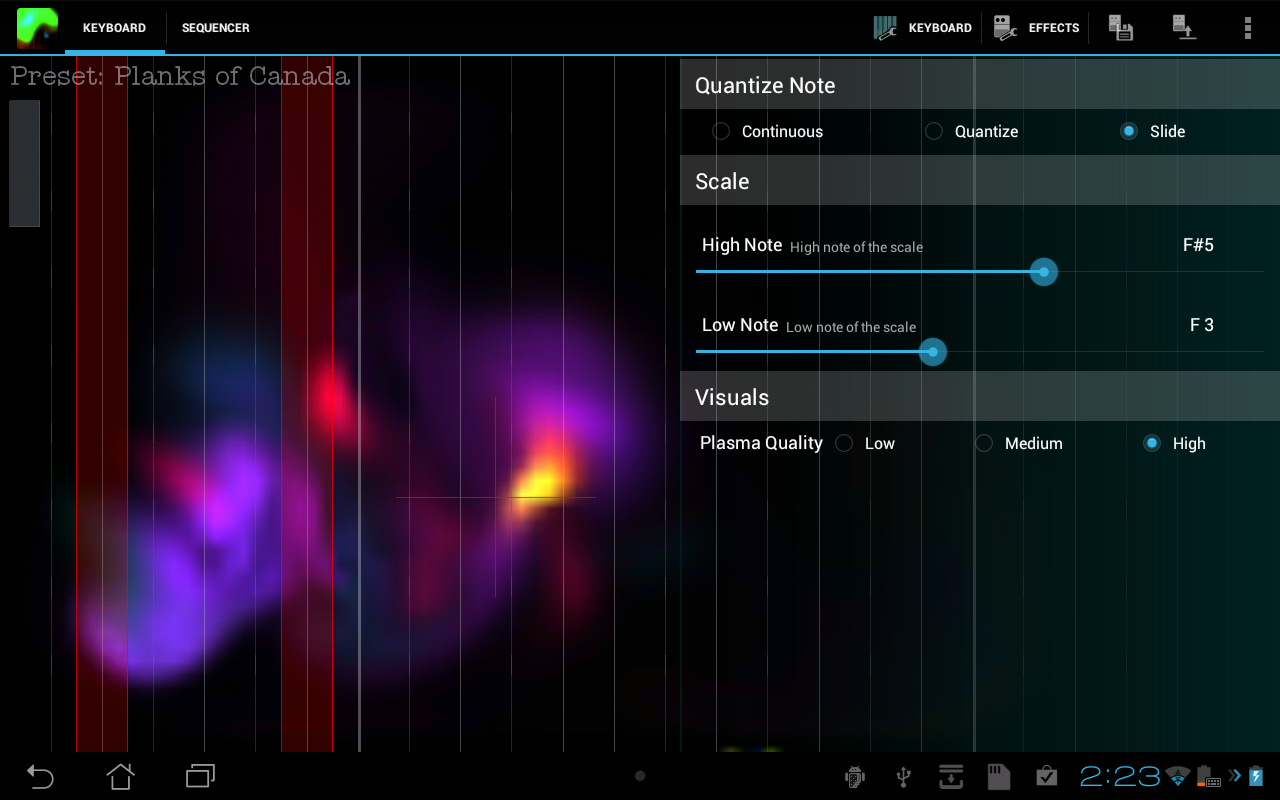 KEYBOARD SEQUENCER KEYBOARD EFFECTS
Preset: Planks of Canada
Quantize Note
Continuous Quantize Slide
Scale
High Note High note of the scale F#5
Low Note Low note of the scale F 3
Visuals
Plasma Quality Low Medium High
2:23